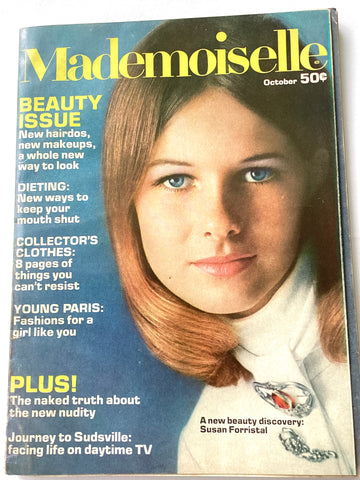 Mademoiselle
October 50¢
BEAUTY
ISSUE
New hairdos,
new makeups,
a whole new
way to look
DIETING:
New ways to
keep your
mouth shut
COLLECTOR'S
CLOTHES:
8 pages of
things you
can't resist
YOUNG PARIS:
Fashions for a
girl like you
PLUS!
The naked truth about
the new nudity
Journey to Sudsville:
facing life on daytime TV
A new beauty discovery:
Susan Forristal